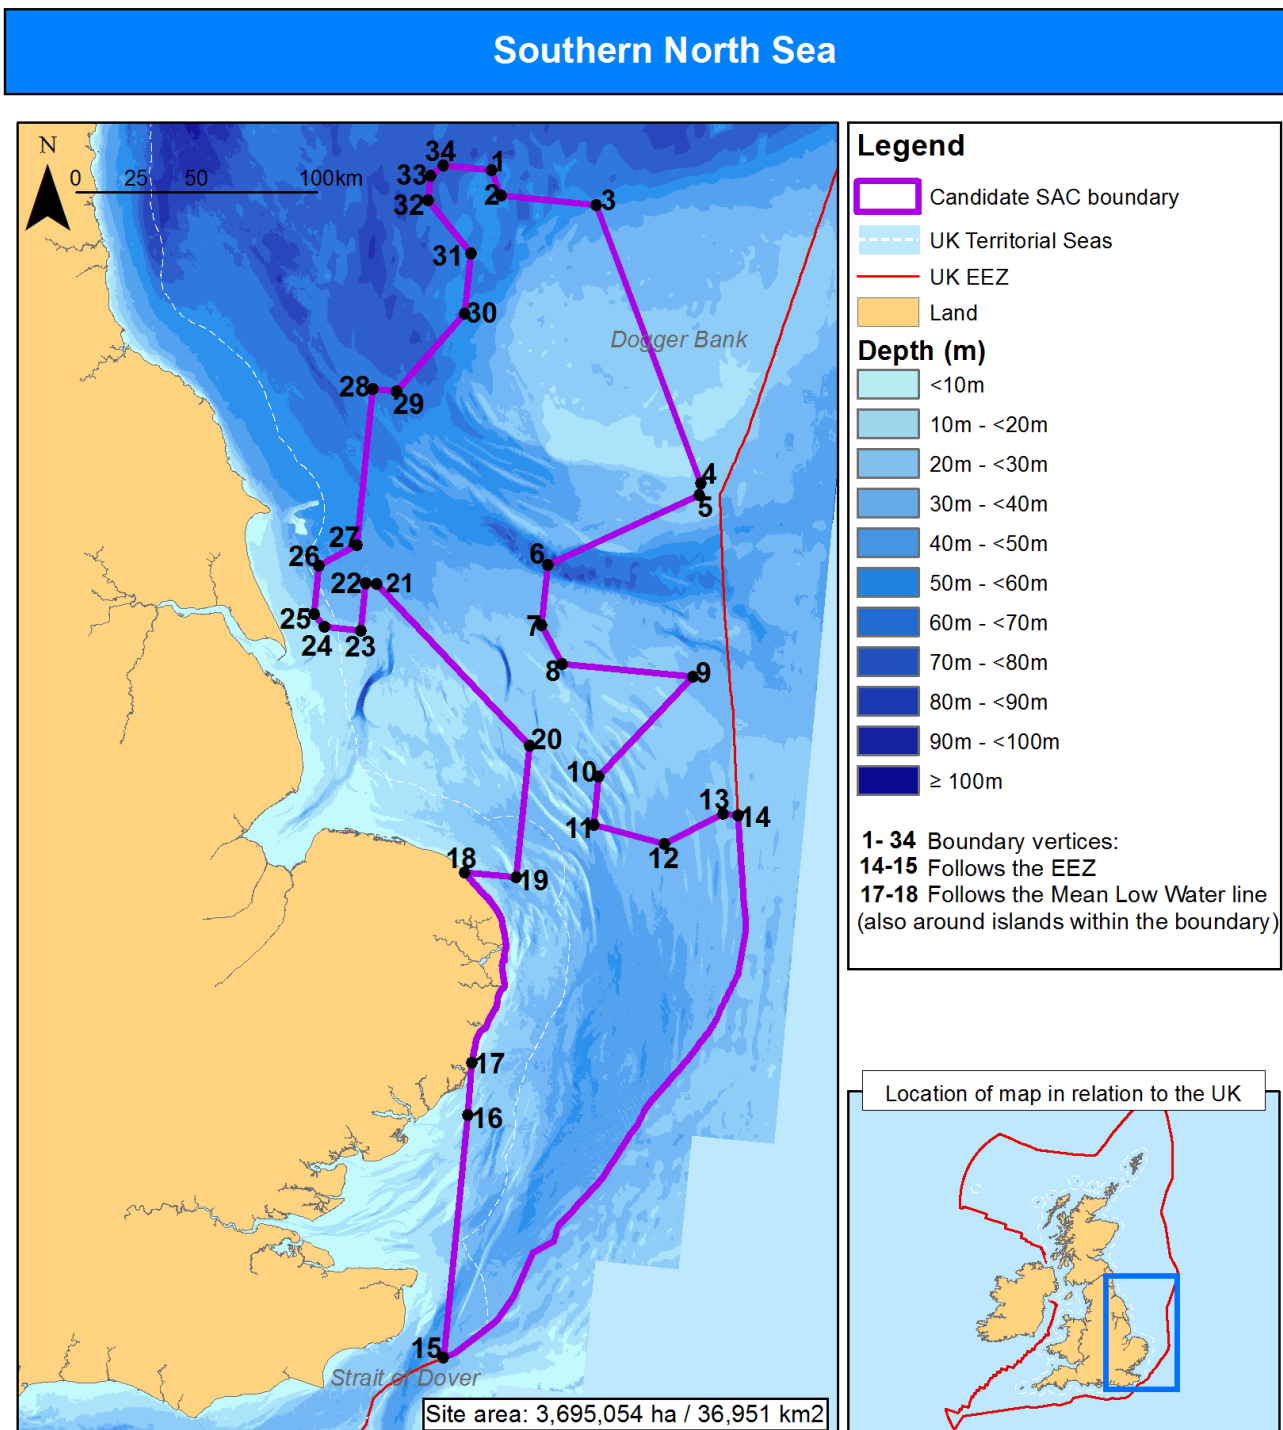 Southern North Sea
N
0 25 50 100km
34
1
33
2
3
32
31
30
Dogger Bank
28
29
4
5
27
26
6
22
21
25
7
24
23
8
9
20
10
13
14
11
12
18
19
17
16
15
Strait of Dover
Site area: 3,695,054 ha / 36,951 km2
Legend
Candidate SAC boundary
UK Territorial Seas
UK EEZ
Land
Depth (m)
<10m
10m - <20m
20m - <30m
30m - <40m
40m - <50m
50m - <60m
60m - <70m
70m - <80m
80m - <90m
90m - <100m
≥ 100m
1- 34 Boundary vertices:
14-15 Follows the EEZ
17-18 Follows the Mean Low Water line
(also around islands within the boundary)
Location of map in relation to the UK